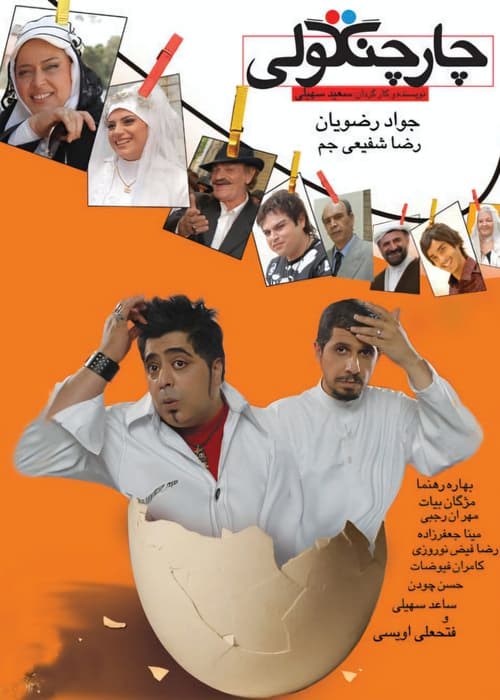 چارچنگولی
نویسنده و کارگردان: سعید سهیلی
جواد رضویان
رضا شفیعی جم
بهاره رهنما
مژگان بیات
مهران رجبی
مینا جعفرزاده
رضا فیض نوروزی
کامران فیوضات
حسن چودن
ساعد سهیلی
و
فتحعلی اویسی